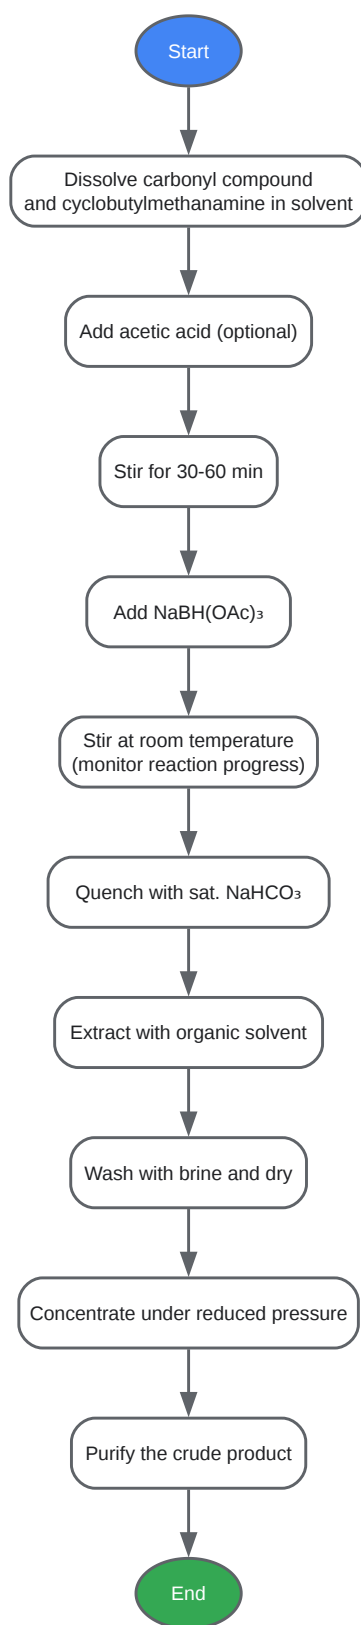 Start
Dissolve carbonyl compound
and cyclobutylmethanamine in solvent
Add acetic acid (optional)
Stir for 30-60 min
Add NaBH(OAc)₃
Stir at room temperature
(monitor reaction progress)
Quench with sat. NaHCO₃
Extract with organic solvent
Wash with brine and dry
Concentrate under reduced pressure
Purify the crude product
End